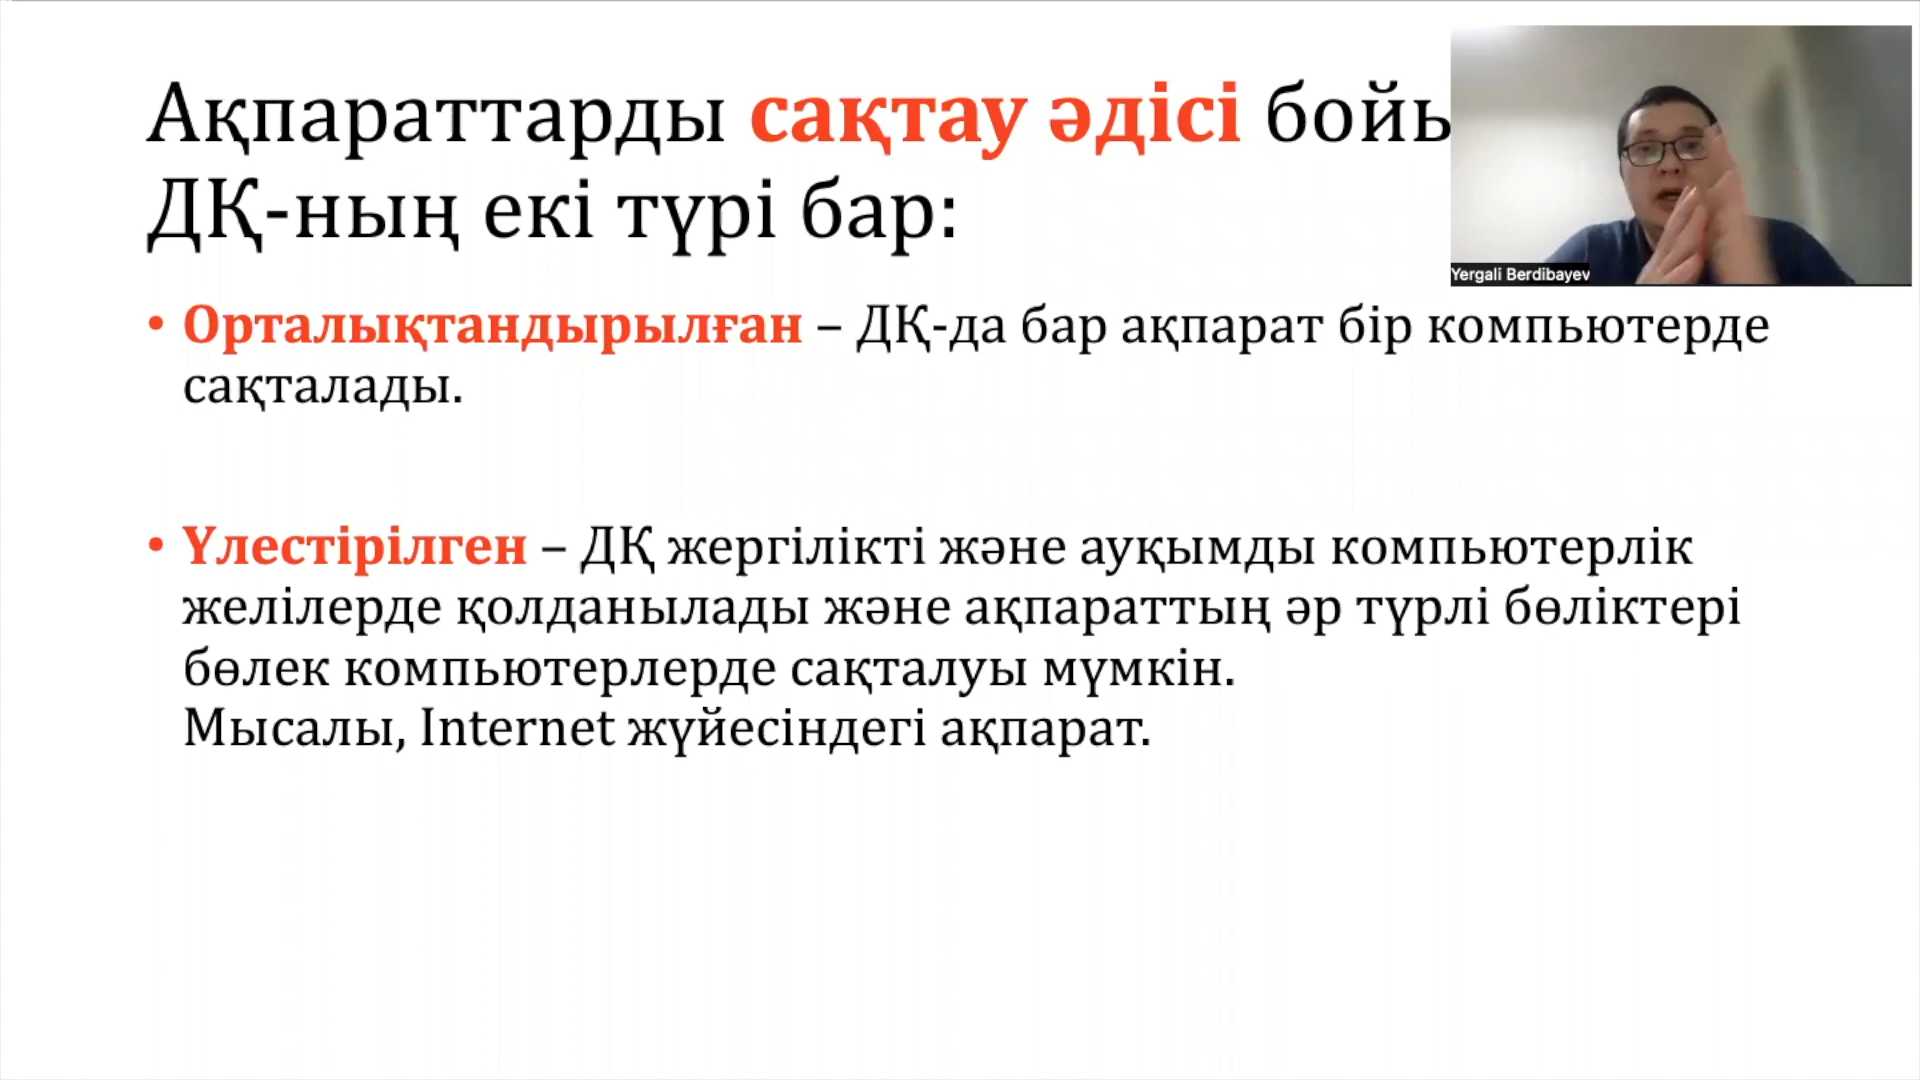 Ақпараттарды сақтау әдісі
ДҚ-ның екі түрі бар:
Yergali Berdibayev
• Орталықтандырылған – ДҚ-да бар ақпарат бір компьютерде
сақталады.
• Үлестірілген – ДҚ жергілікті және ауқымды компьютерлік
желілерде қолданылады және ақпараттың әр түрлі бөліктері
бөлек компьютерлерде сақталуы мүмкін.
Мысалы, Internet жүйесіндегі ақпарат.